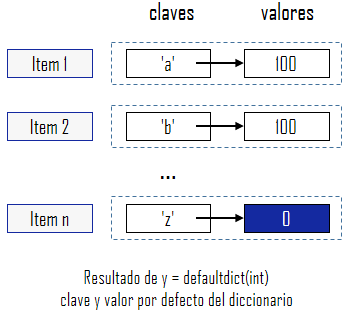 claves valores
Item 1 'a' 100
Item 2 'b' 100
...
Item n 'z' 0
Resultado de y = defaultdict(int)
clave y valor por defecto del diccionario